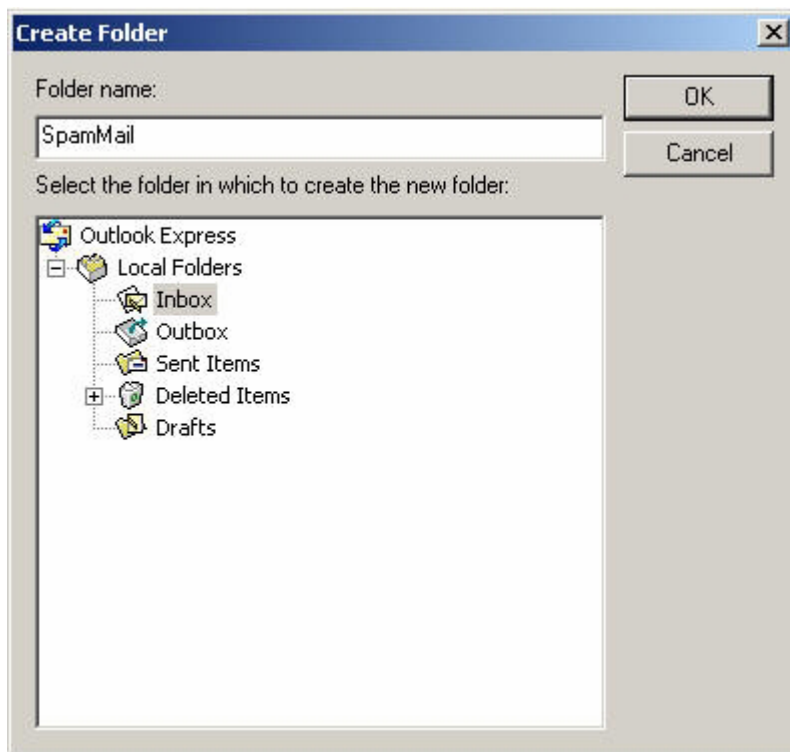 Create Folder
Folder name:
OK
SpamMail
Cancel
Select the folder in which to create the new folder:
Outlook Express
Local Folders
Inbox
Outbox
Sent Items
Deleted Items
Drafts